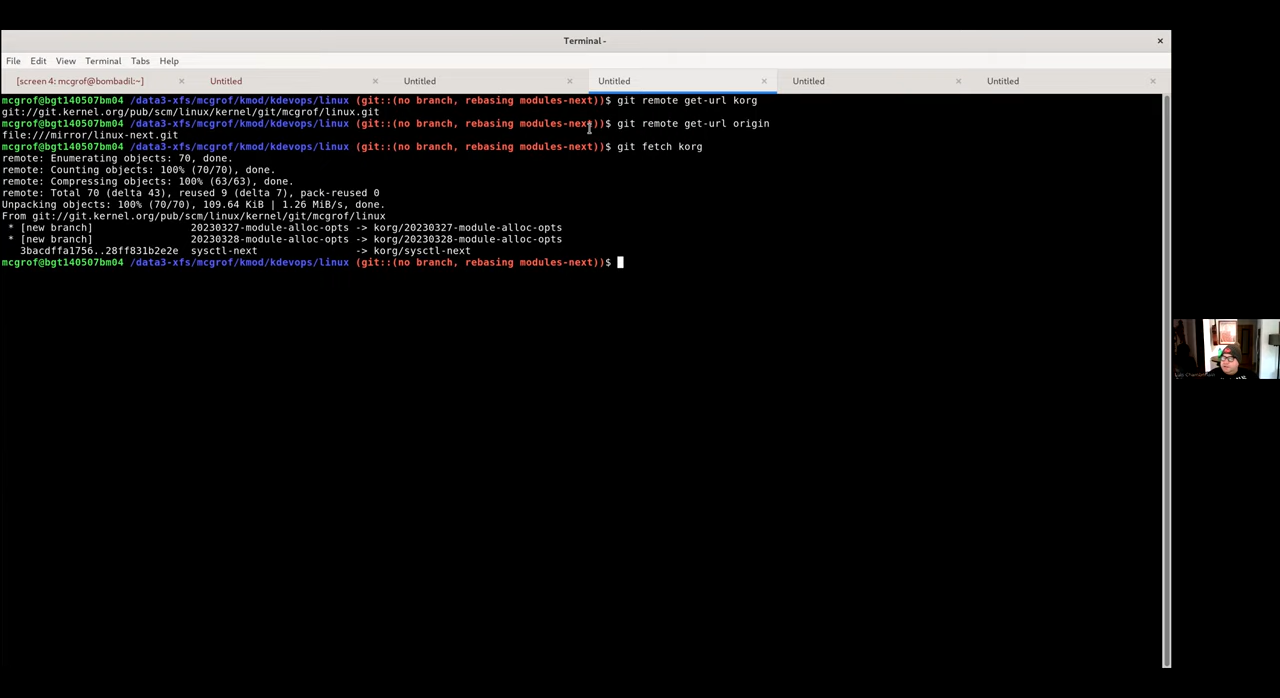 Terminal -
File Edit View Terminal Tabs Help
[screen 4: mcgrof@bombadil:~] Untitled Untitled Untitled Untitled Untitled
mcgrof@bgt140507bm04 /data3-xfs/mcgrof/kmod/kdevops/linux (git::(no branch, rebasing modules-next))$ git remote get-url korg
git://git.kernel.org/pub/scm/linux/kernel/git/mcgrof/linux.git
mcgrof@bgt140507bm04 /data3-xfs/mcgrof/kmod/kdevops/linux (git::(no branch, rebasing modules-next))$ git remote get-url origin
file:///mirror/linux-next.git
mcgrof@bgt140507bm04 /data3-xfs/mcgrof/kmod/kdevops/linux (git::(no branch, rebasing modules-next))$ git fetch korg
remote: Enumerating objects: 70, done.
remote: Counting objects: 100% (70/70), done.
remote: Compressing objects: 100% (63/63), done.
remote: Total 70 (delta 43), reused 9 (delta 7), pack-reused 0
Unpacking objects: 100% (70/70), 109.64 KiB | 1.26 MiB/s, done.
From git://git.kernel.org/pub/scm/linux/kernel/git/mcgrof/linux
 * [new branch]                20230327-module-alloc-opts -> korg/20230327-module-alloc-opts
 * [new branch]                20230328-module-alloc-opts -> korg/20230328-module-alloc-opts
   3bacdffa1756..28ff831b2e2e  sysctl-next                -> korg/sysctl-next
mcgrof@bgt140507bm04 /data3-xfs/mcgrof/kmod/kdevops/linux (git::(no branch, rebasing modules-next))$